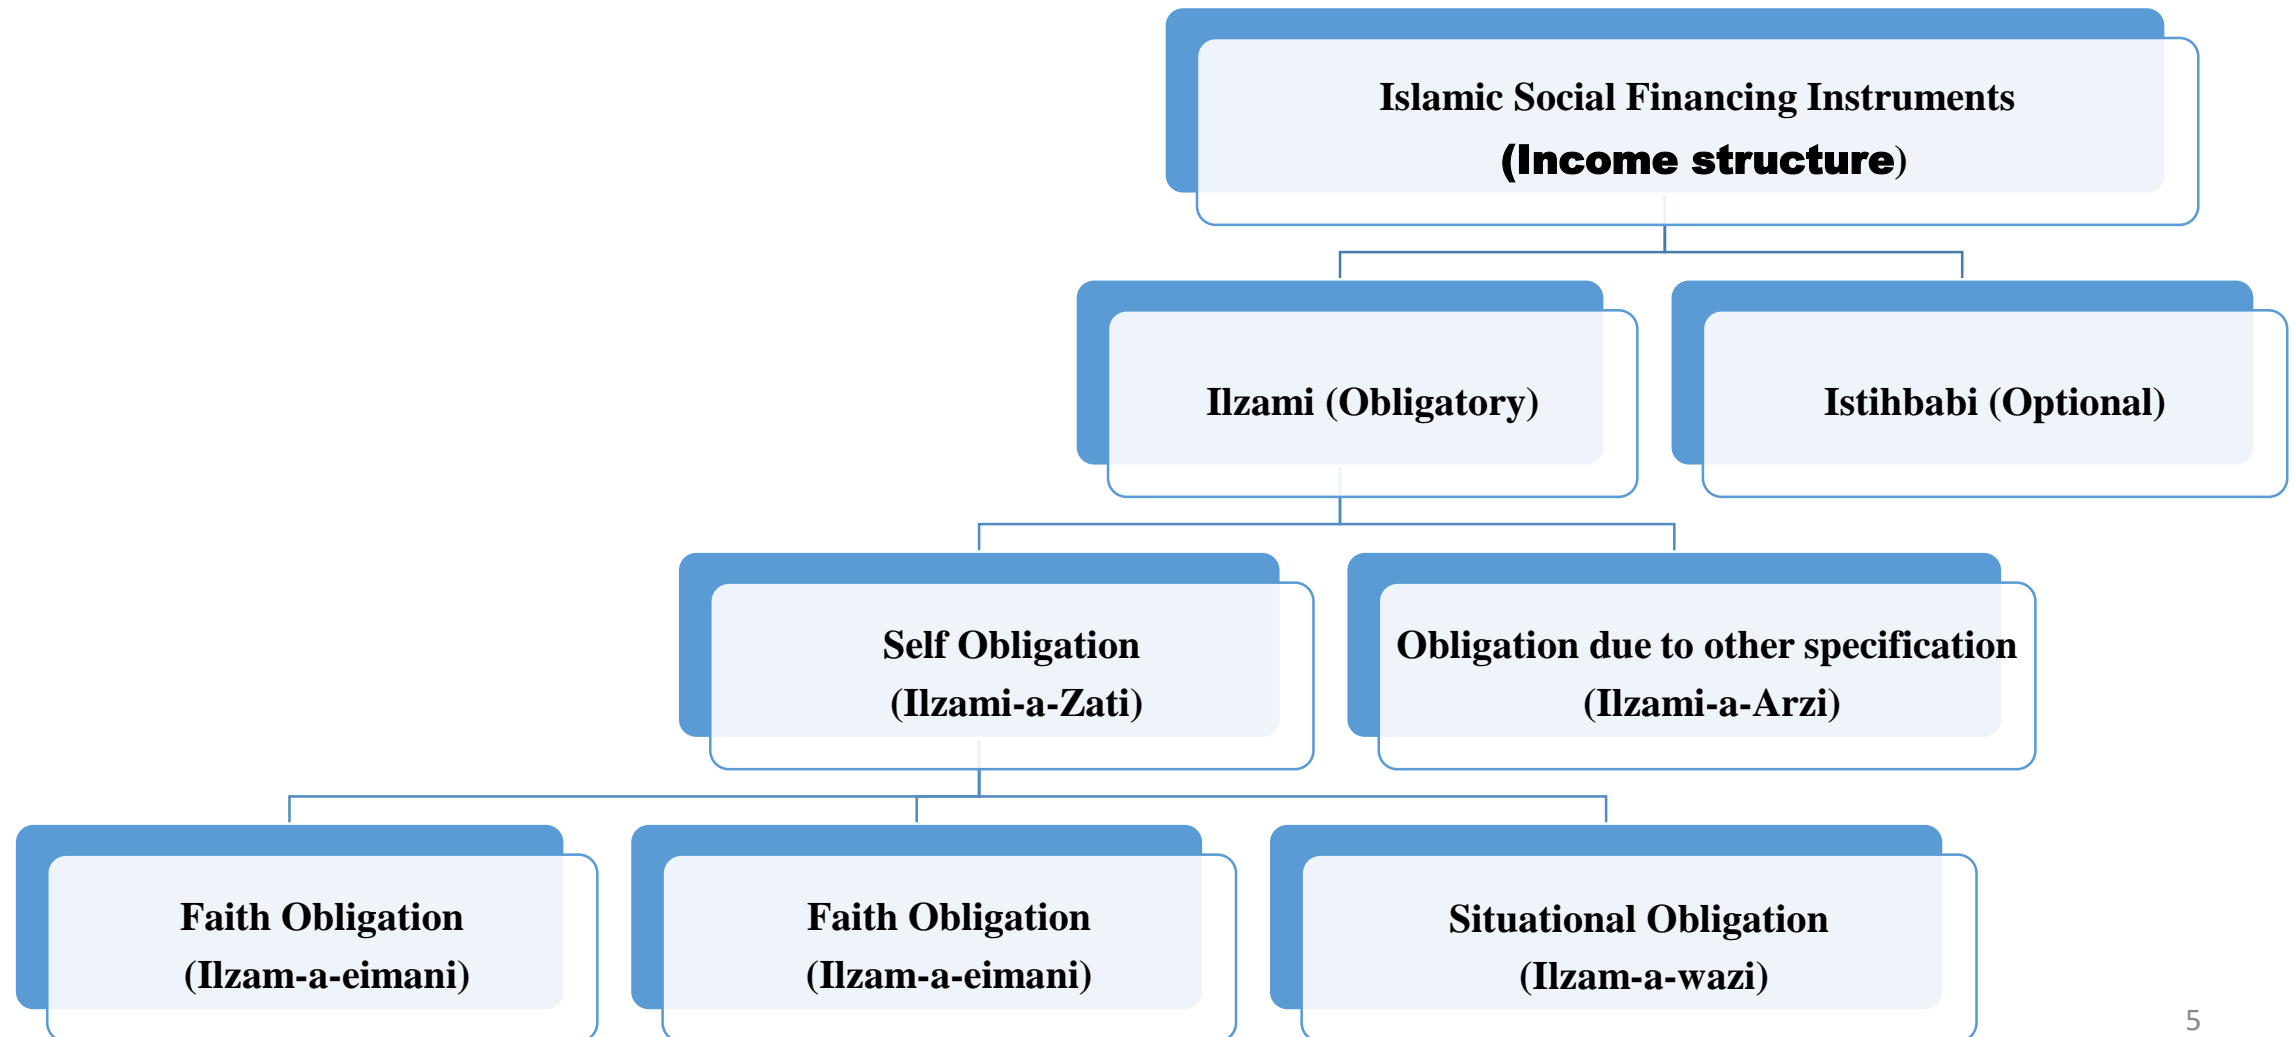 Islamic Social Financing Instruments
(Income structure)
Ilzami (Obligatory)
Istihbabi (Optional)
Self Obligation
(Ilzami-a-Zati)
Obligation due to other specification
(Ilzami-a-Arzi)
Faith Obligation
(Ilzam-a-eimani)
Faith Obligation
(Ilzam-a-eimani)
Situational Obligation
(Ilzam-a-wazi)
5